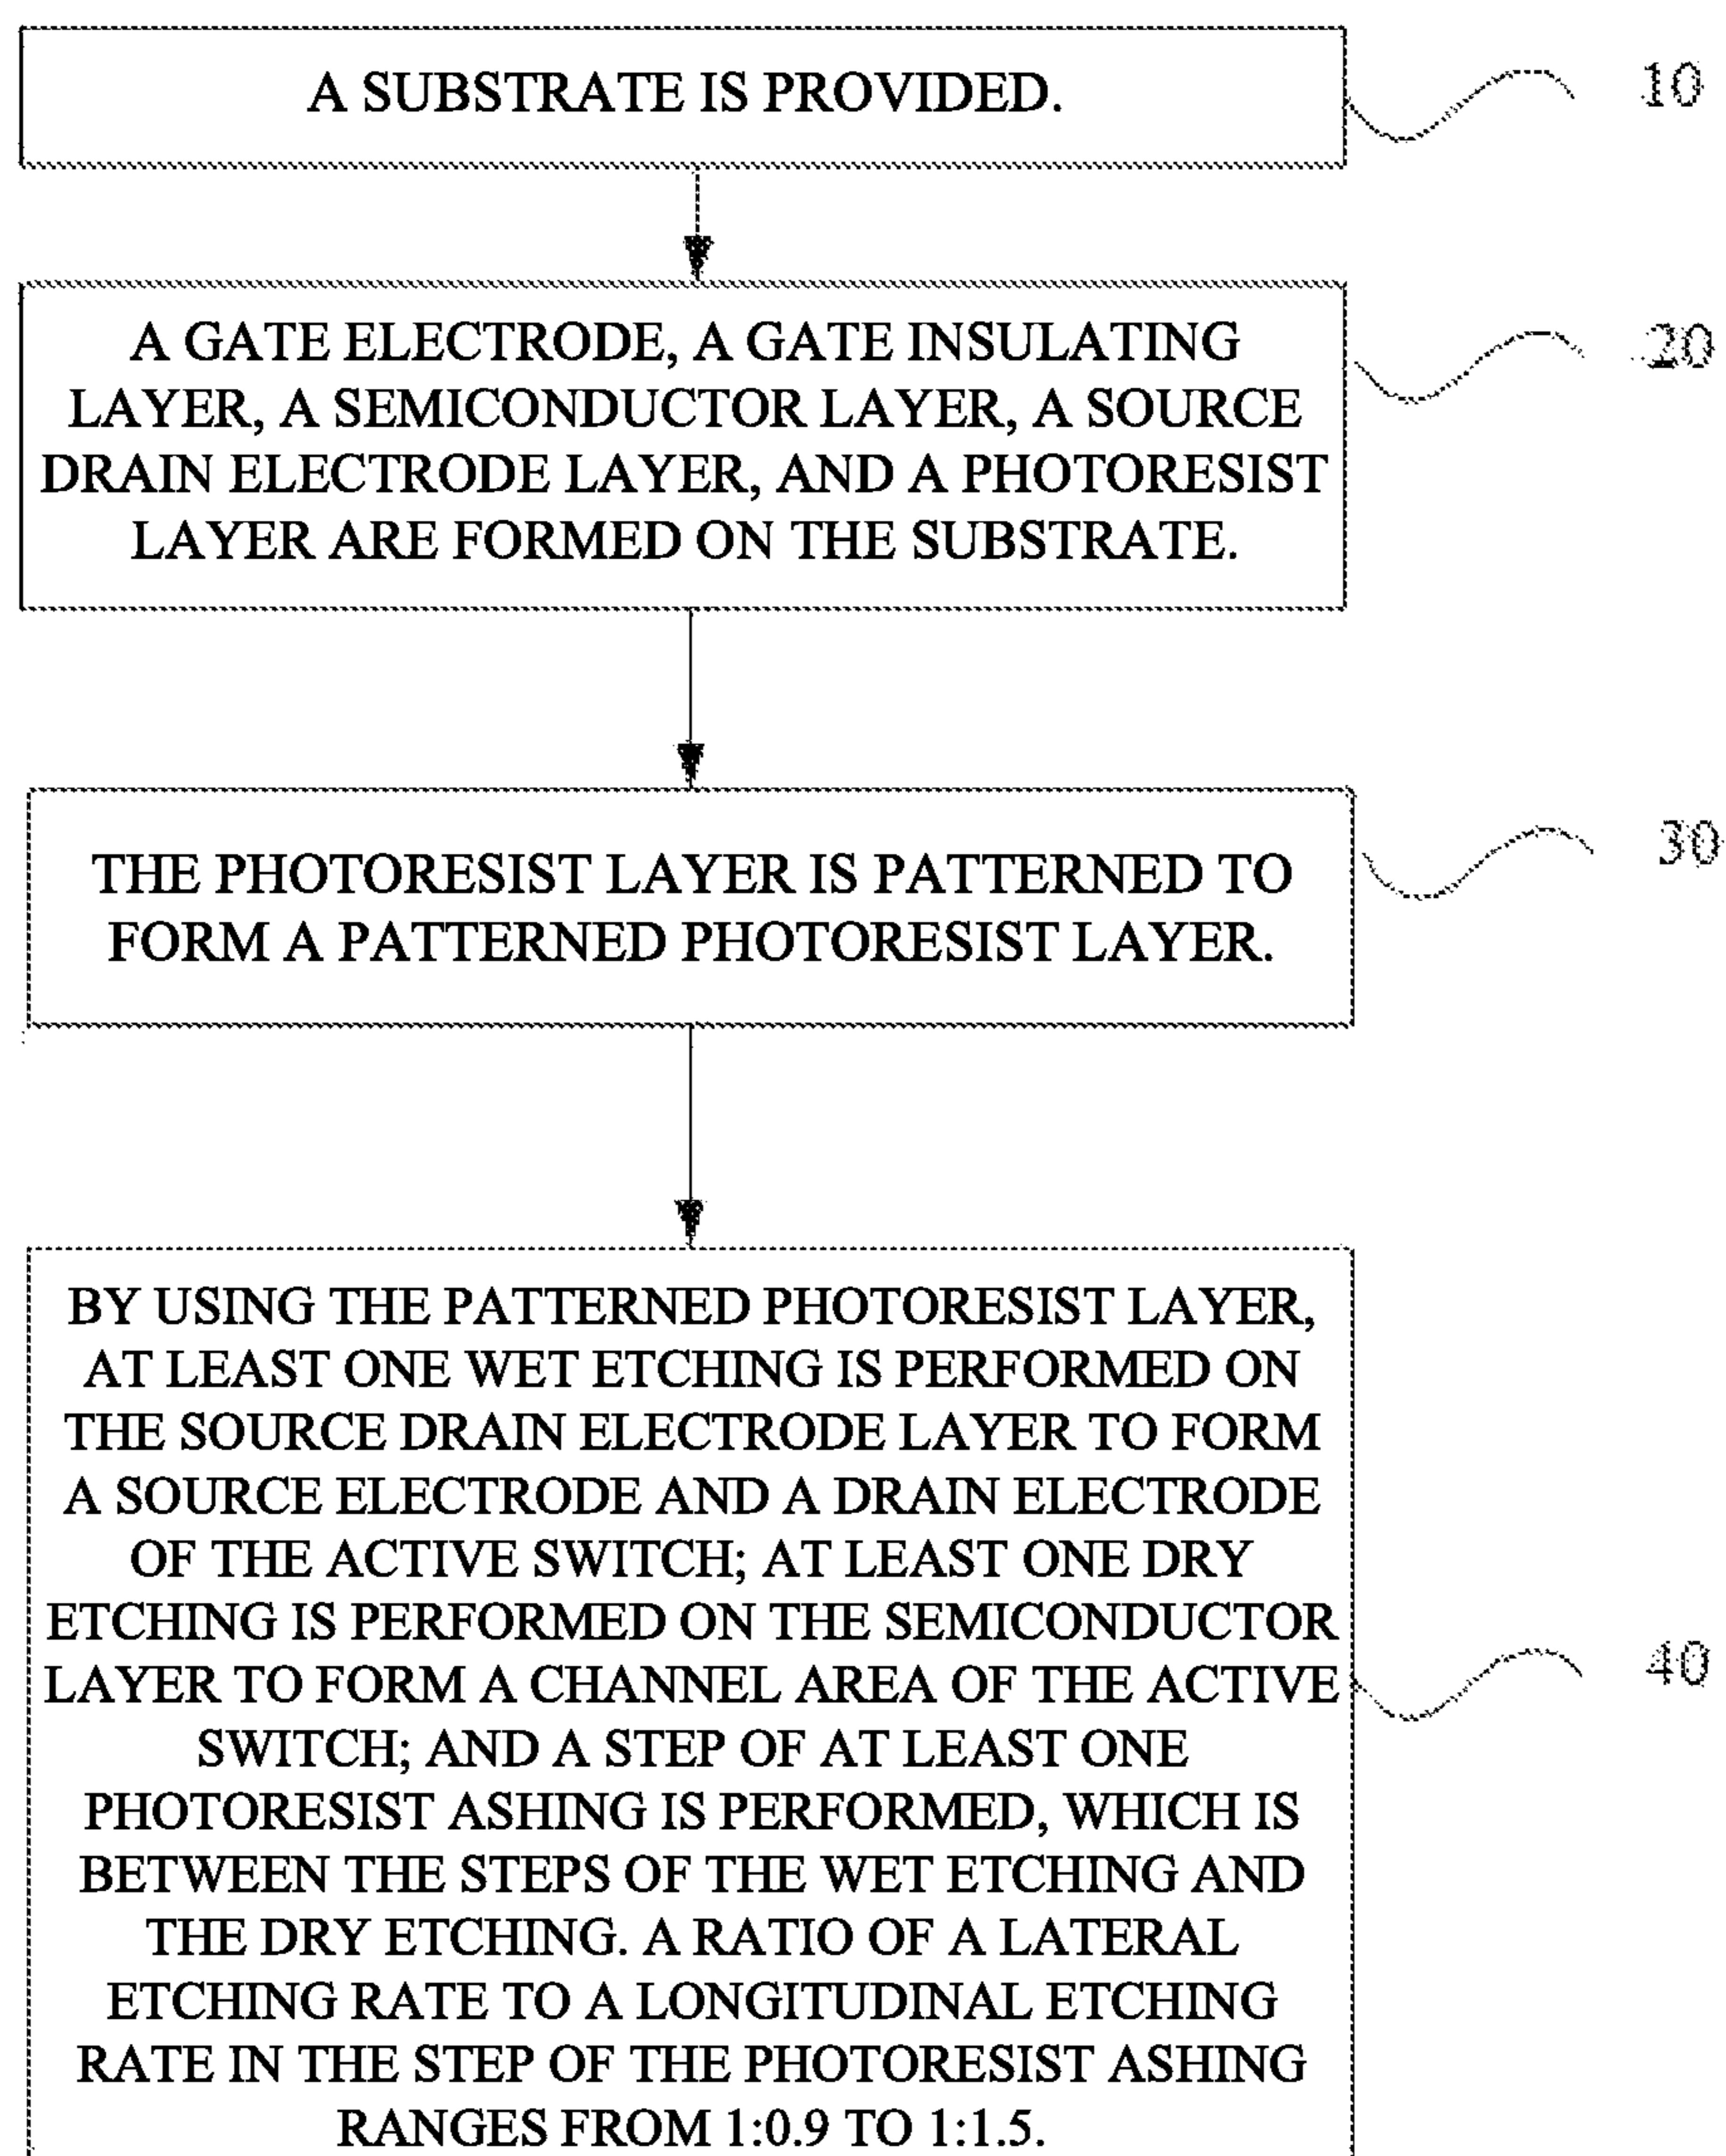 A SUBSTRATE IS PROVIDED.
10
A GATE ELECTRODE, A GATE INSULATING
LAYER, A SEMICONDUCTOR LAYER, A SOURCE
DRAIN ELECTRODE LAYER, AND A PHOTORESIST
LAYER ARE FORMED ON THE SUBSTRATE.
20
THE PHOTORESIST LAYER IS PATTERNED TO
FORM A PATTERNED PHOTORESIST LAYER.
30
BY USING THE PATTERNED PHOTORESIST LAYER,
AT LEAST ONE WET ETCHING IS PERFORMED ON
THE SOURCE DRAIN ELECTRODE LAYER TO FORM
A SOURCE ELECTRODE AND A DRAIN ELECTRODE
OF THE ACTIVE SWITCH; AT LEAST ONE DRY
ETCHING IS PERFORMED ON THE SEMICONDUCTOR
LAYER TO FORM A CHANNEL AREA OF THE ACTIVE
SWITCH; AND A STEP OF AT LEAST ONE
PHOTORESIST ASHING IS PERFORMED, WHICH IS
BETWEEN THE STEPS OF THE WET ETCHING AND
THE DRY ETCHING. A RATIO OF A LATERAL
ETCHING RATE TO A LONGITUDINAL ETCHING
RATE IN THE STEP OF THE PHOTORESIST ASHING
RANGES FROM 1:0.9 TO 1:1.5.
40